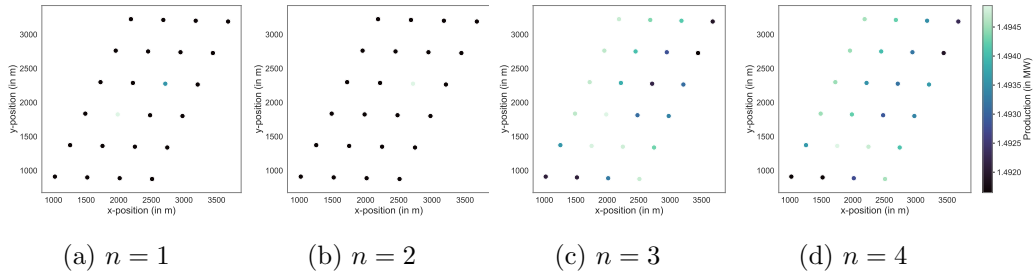 3000
2500
2000
1500
1000
y-position (in m)
1000 1500 2000 2500 3000 3500
x-position (in m)
3000
2500
2000
1500
1000
y-position (in m)
1000 1500 2000 2500 3000 3500
x-position (in m)
3000
2500
2000
1500
1000
y-position (in m)
1000 1500 2000 2500 3000 3500
x-position (in m)
3000
2500
2000
1500
1000
y-position (in m)
1000 1500 2000 2500 3000 3500
x-position (in m)
1.4945
1.4940
1.4935
1.4930
1.4925
1.4920
Production (in MW)
(a) n = 1
(b) n = 2
(c) n = 3
(d) n = 4